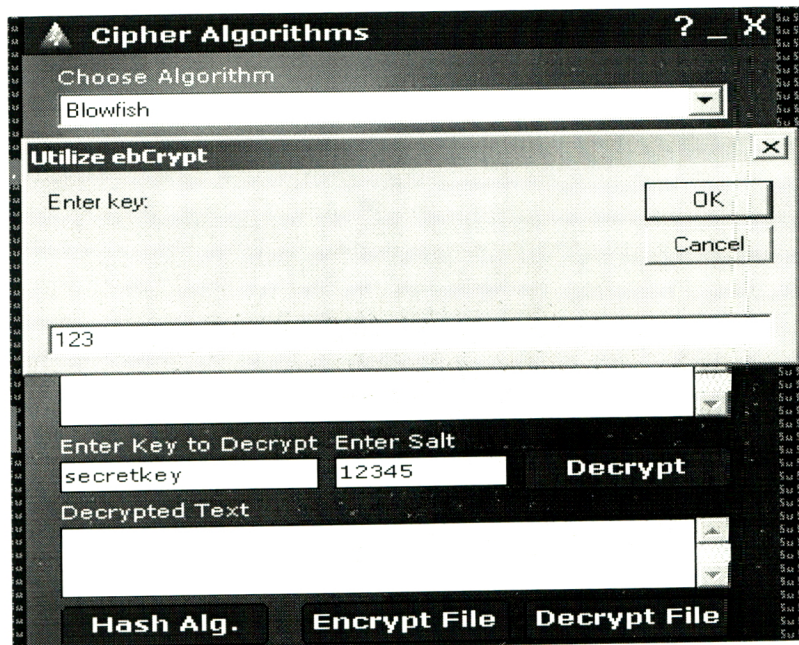 Cipher Algorithms ? _ X
Choose Algorithm
Blowfish
Utilize ebCrypt
Enter key:
OK
Cancel
123
Enter Key to Decrypt Enter Salt
secretkey 12345 Decrypt
Decrypted Text
Hash Alg. Encrypt File Decrypt File